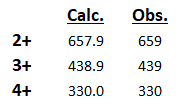 Calc. Obs.
2+ 657.9 659
3+ 438.9 439
4+ 330.0 330